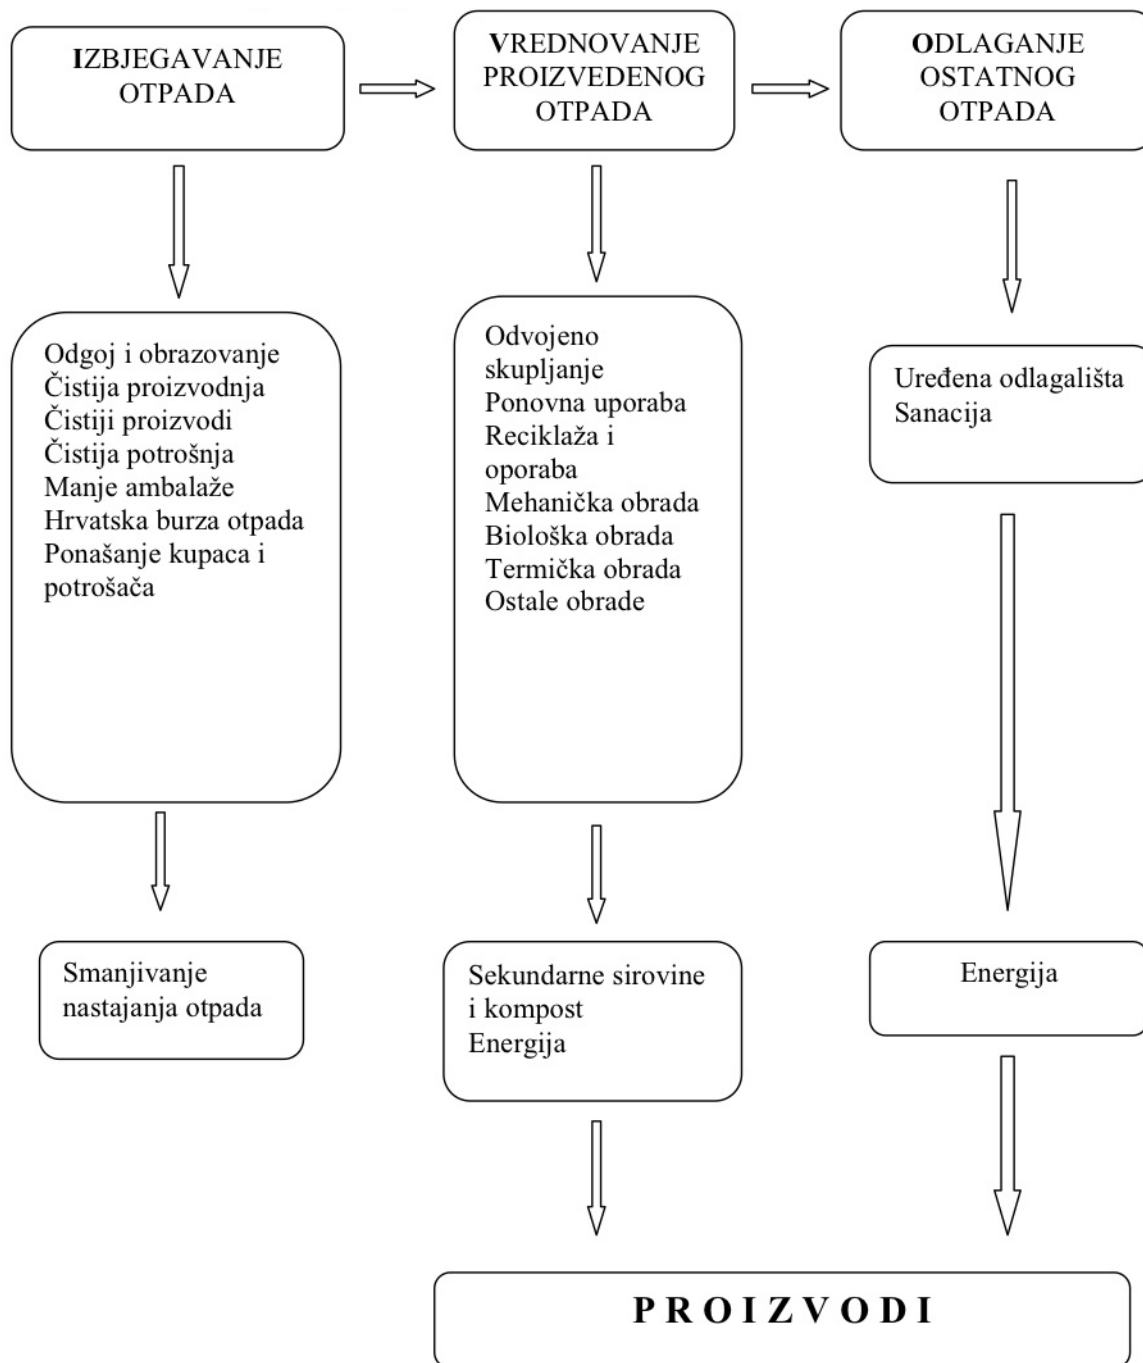 IZBJEGAVANJE
OTPADA
VREDNOVANJE
PROIZVEDENOG
OTPADA
ODLAGANJE
OSTATNOG
OTPADA
Odgoj i obrazovanje
Čistija proizvodnja
Čistiji proizvodi
Čistija potrošnja
Manje ambalaže
Hrvatska burza otpada
Ponašanje kupaca i
potrošača
Odvojeno
skupljanje
Ponovna uporaba
Reciklaža i
oporaba
Mehanička obrada
Biološka obrada
Termička obrada
Ostale obrade
Uređena odlagališta
Sanacija
Smanjivanje
nastajanja otpada
Sekundarne sirovine
i kompost
Energija
Energija
P R O I Z V O D I